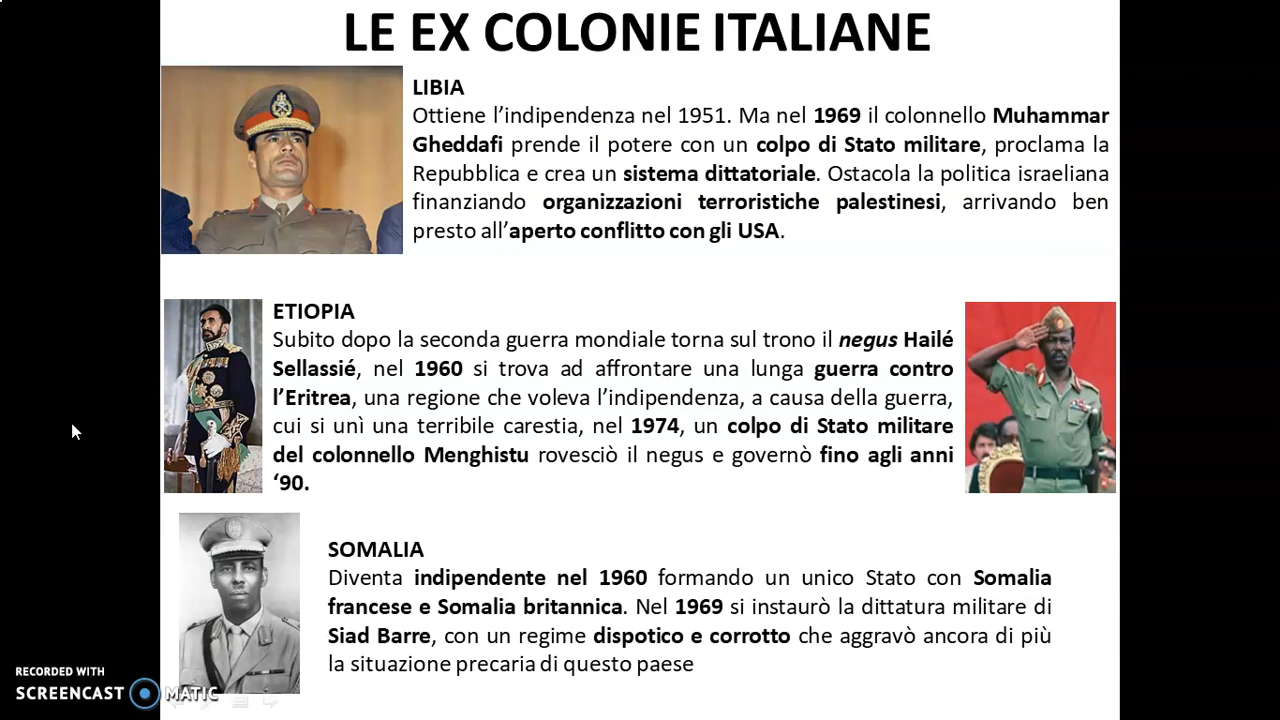 LE EX COLONIE ITALIANE
LIBIA
Ottiene l’indipendenza nel 1951. Ma nel 1969 il colonnello Muhammar
Gheddafi prende il potere con un colpo di Stato militare, proclama la
Repubblica e crea un sistema dittatoriale. Ostacola la politica israeliana
finanziando organizzazioni terroristiche palestinesi, arrivando ben
presto all’aperto conflitto con gli USA.
ETIOPIA
Subito dopo la seconda guerra mondiale torna sul trono il negus Hailé
Sellassié, nel 1960 si trova ad affrontare una lunga guerra contro
l’Eritrea, una regione che voleva l’indipendenza, a causa della guerra,
cui si unì una terribile carestia, nel 1974, un colpo di Stato militare
del colonnello Menghistu rovesciò il negus e governò fino agli anni
‘90.
SOMALIA
Diventa indipendente nel 1960 formando un unico Stato con Somalia
francese e Somalia britannica. Nel 1969 si instaurò la dittatura militare di
Siad Barre, con un regime dispotico e corrotto che aggravò ancora di più
la situazione precaria di questo paese
RECORDED WITH
SCREENCAST MATIC